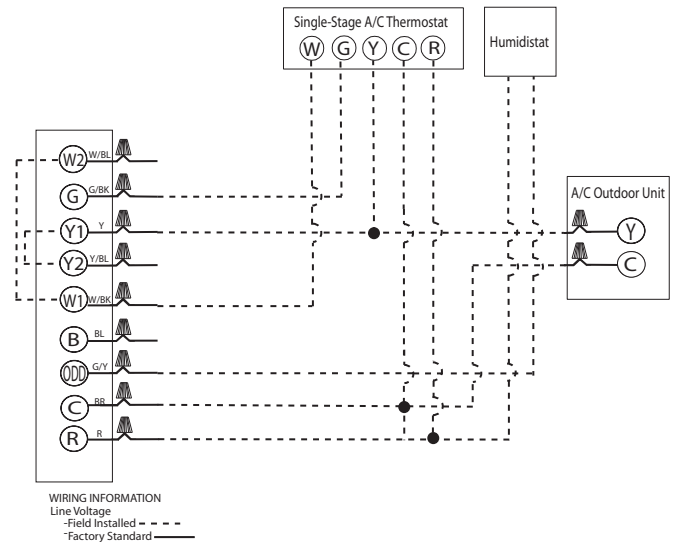 Single-Stage A/C Thermostat
W G Y C R
Humidistat
A/C Outdoor Unit
Y
C
W2 W/BL
G G/BK
Y1 Y
Y2 Y/BL
W1 W/BK
B BL
ODD G/Y
C BR
R R
WIRING INFORMATION
Line Voltage
-Field Installed
-Factory Standard